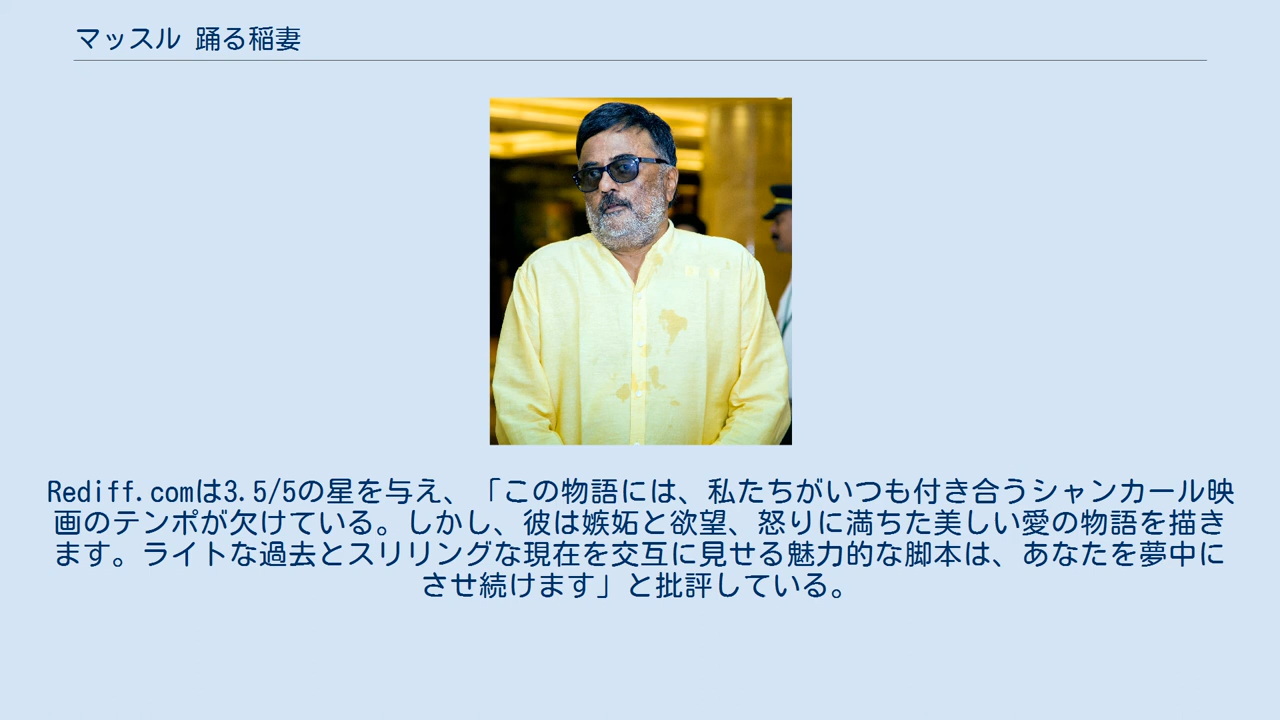 マッスル 踊る稲妻
Rediff.comは3.5/5の星を与え、「この物語には、私たちがいつも付き合うシャンカール映
画のテンポが欠けている。しかし、彼は嫉妬と欲望、怒りに満ちた美しい愛の物語を描き
ます。ライトな過去とスリリングな現在を交互に見せる魅力的な脚本は、あなたを夢中に
させ続けます」と批評している。